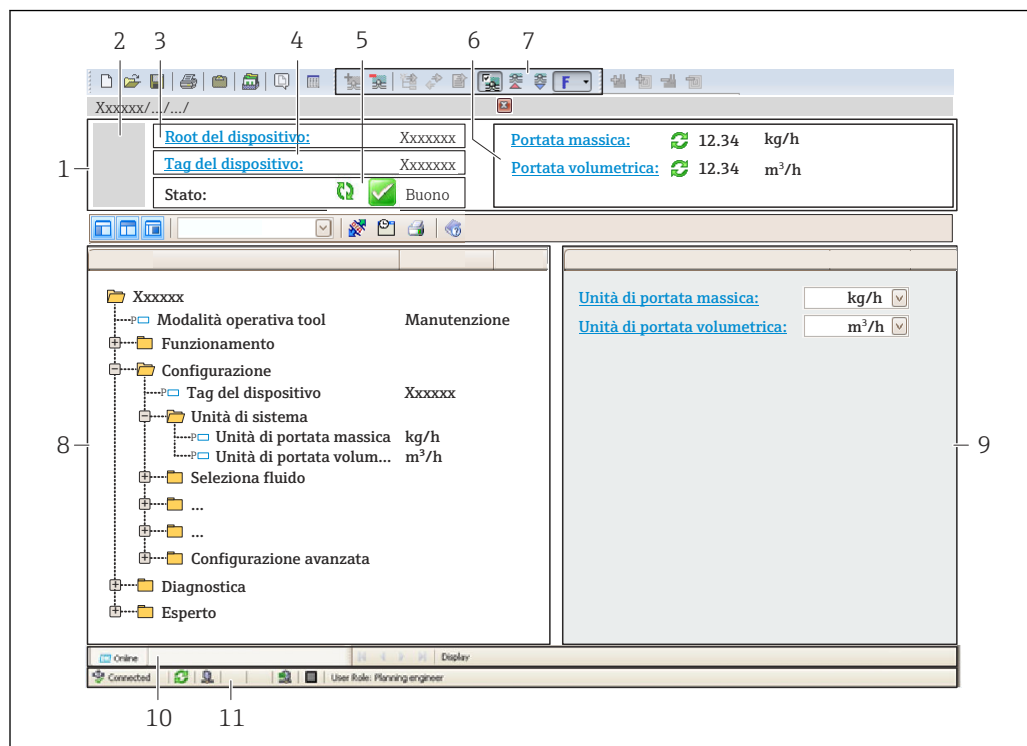 2 3 4 5 6 7
F
Xxxxxx/.../.../
1
Root del dispositivo: Xxxxxxx
Tag del dispositivo: Xxxxxxx
Stato: Buono
Portata massica: 12.34 kg/h
Portata volumetrica: 12.34 m³/h
8
Xxxxxx
P Modalità operativa tool Manutenzione
Funzionamento
Configurazione
P Tag del dispositivo Xxxxxx
Unità di sistema
P Unità di portata massica kg/h
P Unità di portata volum... m³/h
Seleziona fluido
...
...
Configurazione avanzata
Diagnostica
Esperto
Unità di portata massica: kg/h
Unità di portata volumetrica: m³/h
9
Online Display
Connected User Role: Planning engineer
10 11